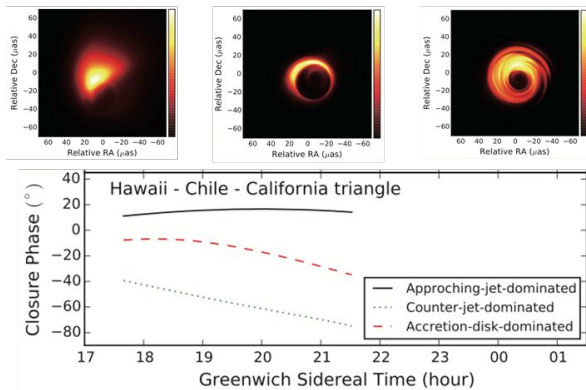 Relative Dec (μas)
60
40
20
0
-20
-40
-60
60 40 20 0 -20 -40 -60
Relative RA (μas)
Relative Dec (μas)
60
40
20
0
-20
-40
-60
60 40 20 0 -20 -40 -60
Relative RA (μas)
Relative Dec (μas)
60
40
20
0
-20
-40
-60
60 40 20 0 -20 -40 -60
Relative RA (μas)
Hawaii - Chile - California triangle
Closure Phase (°)
40
20
0
−20
−40
−60
−80
Approching-jet-dominated
Counter-jet-dominated
Accretion-disk-dominated
17 18 19 20 21 22 23 00 01
Greenwich Sidereal Time (hour)